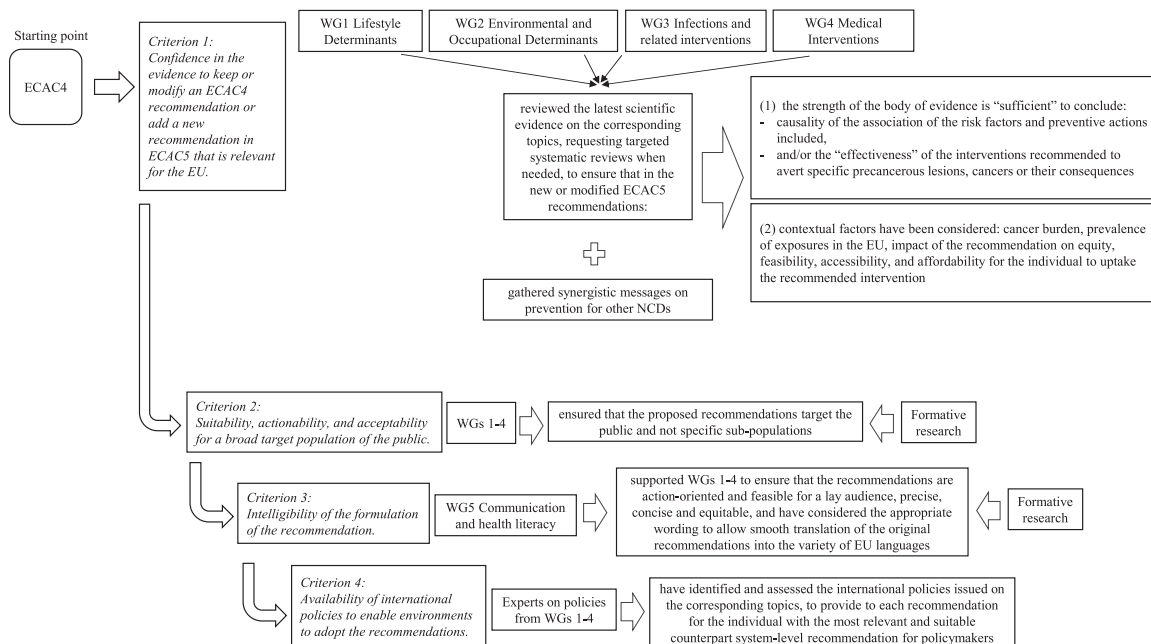 Starting point
ECAC4
Criterion 1:
Confidence in the
evidence to keep or
modify an ECAC4
recommendation or
add a new
recommendation in
ECAC5 that is relevant
for the EU.
WG1 Lifestyle
Determinants
WG2 Environmental and
Occupational Determinants
WG3 Infections and
related interventions
WG4 Medical
Interventions
reviewed the latest scientific
evidence on the corresponding
topics, requesting targeted
systematic reviews when
needed, to ensure that in the
new or modified ECAC5
recommendations:
gathered synergistic messages on
prevention for other NCDs
(1) the strength of the body of evidence is “sufficient” to conclude:
- causality of the association of the risk factors and preventive actions
included,
- and/or the “effectiveness” of the interventions recommended to
avert specific precancerous lesions, cancers or their consequences
(2) contextual factors have been considered: cancer burden, prevalence
of exposures in the EU, impact of the recommendation on equity,
feasibility, accessibility, and affordability for the individual to uptake
the recommended intervention
Criterion 2:
Suitability, actionability, and acceptability
for a broad target population of the public.
WGs 1-4
ensured that the proposed recommendations target the
public and not specific sub-populations
Formative
research
Criterion 3:
Intelligibility of the formulation
of the recommendation.
WG5 Communication
and health literacy
supported WGs 1-4 to ensure that the recommendations are
action-oriented and feasible for a lay audience, precise,
concise and equitable, and have considered the appropriate
wording to allow smooth translation of the original
recommendations into the variety of EU languages
Formative
research
Criterion 4:
Availability of international
policies to enable environments
to adopt the recommendations.
Experts on policies
from WGs 1-4
have identified and assessed the international policies issued on
the corresponding topics, to provide to each recommendation
for the individual with the most relevant and suitable
counterpart system-level recommendation for policymakers